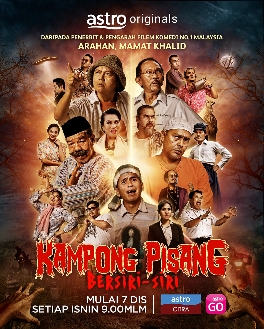 astro originals
DARIPADA PENERBIT & PENGARAH FILEM KOMEDI NO.1 MALAYSIA
ARAHAN, MAMAT KHALID
KAMPONG PISANG
BERSIRI-SIRI
MULAI 7 DIS
SETIAP ISNIN 9.00MLM
astro
CITRA
astro
GO